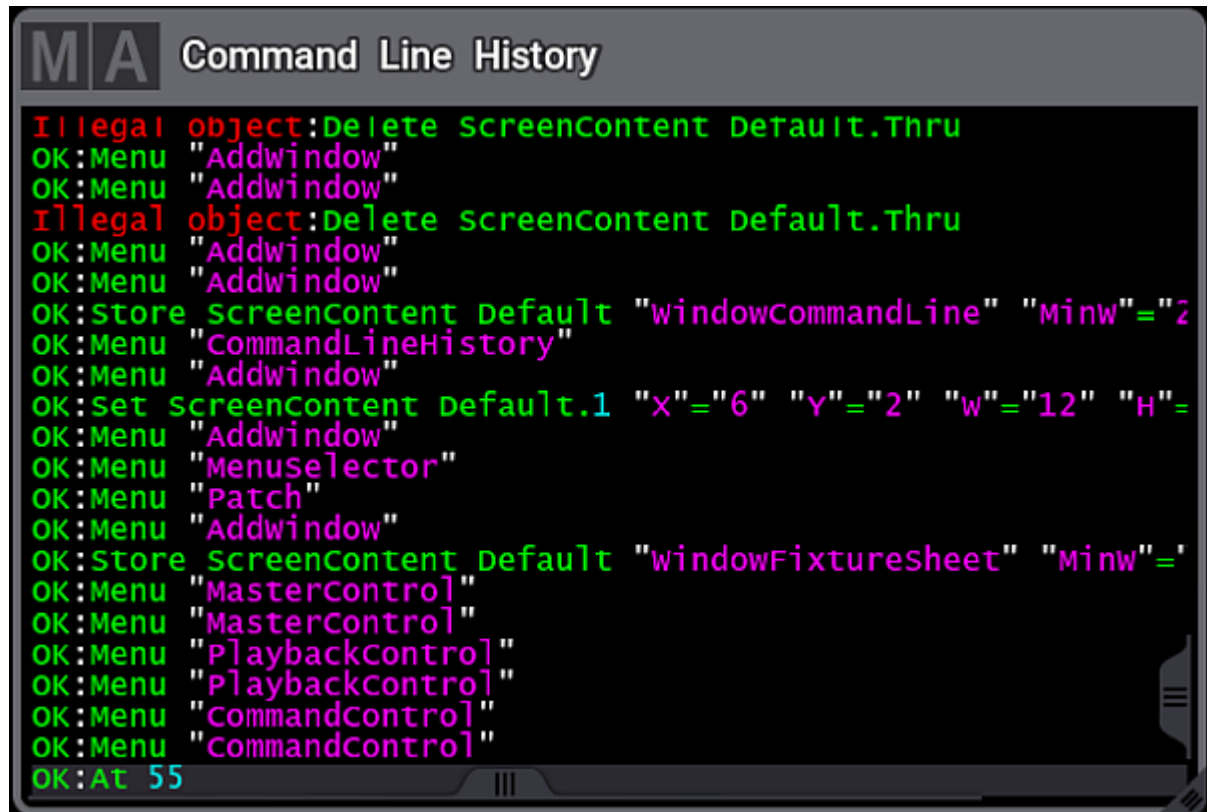 MA Command Line History
Illegal object:Delete ScreenContent Default.Thru
OK:Menu "AddWindow"
OK:Menu "AddWindow"
Illegal object:Delete ScreenContent Default.Thru
OK:Menu "AddWindow"
OK:Menu "AddWindow"
OK:Store ScreenContent Default "WindowCommandLine" "MinW"="2
OK:Menu "CommandLineHistory"
OK:Menu "AddWindow"
OK:Set ScreenContent Default.1 "X"="6" "Y"="2" "W"="12" "H"=
OK:Menu "AddWindow"
OK:Menu "MenuSelector"
OK:Menu "Patch"
OK:Menu "AddWindow"
OK:Store ScreenContent Default "WindowFixtureSheet" "MinW"="
OK:Menu "MasterControl"
OK:Menu "MasterControl"
OK:Menu "PlaybackControl"
OK:Menu "PlaybackControl"
OK:Menu "CommandControl"
OK:Menu "CommandControl"
OK:At 55